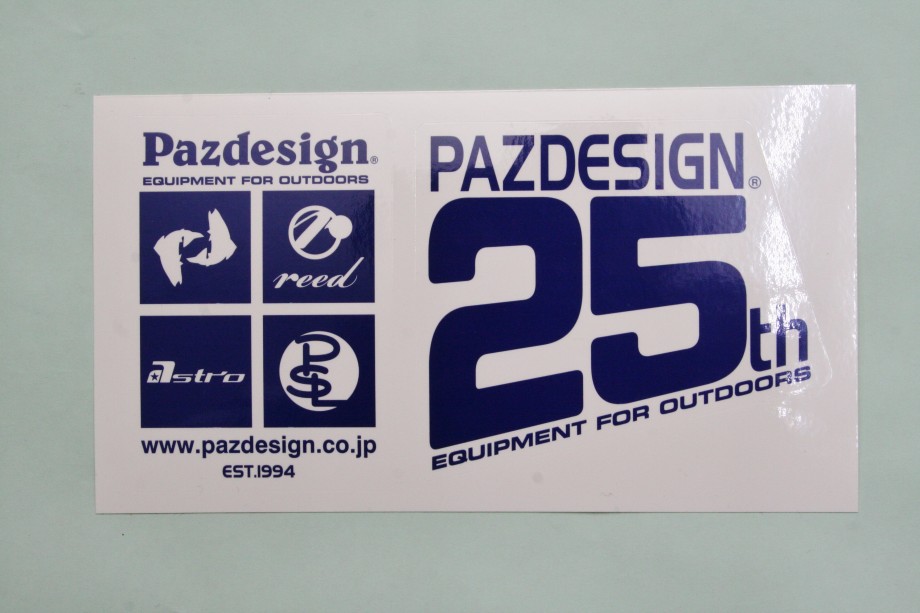 Pazdesign®
EQUIPMENT FOR OUTDOORS
reed
astro
PSL
www.pazdesign.co.jp
EST.1994
PAZDESIGN®
25th
EQUIPMENT FOR OUTDOORS